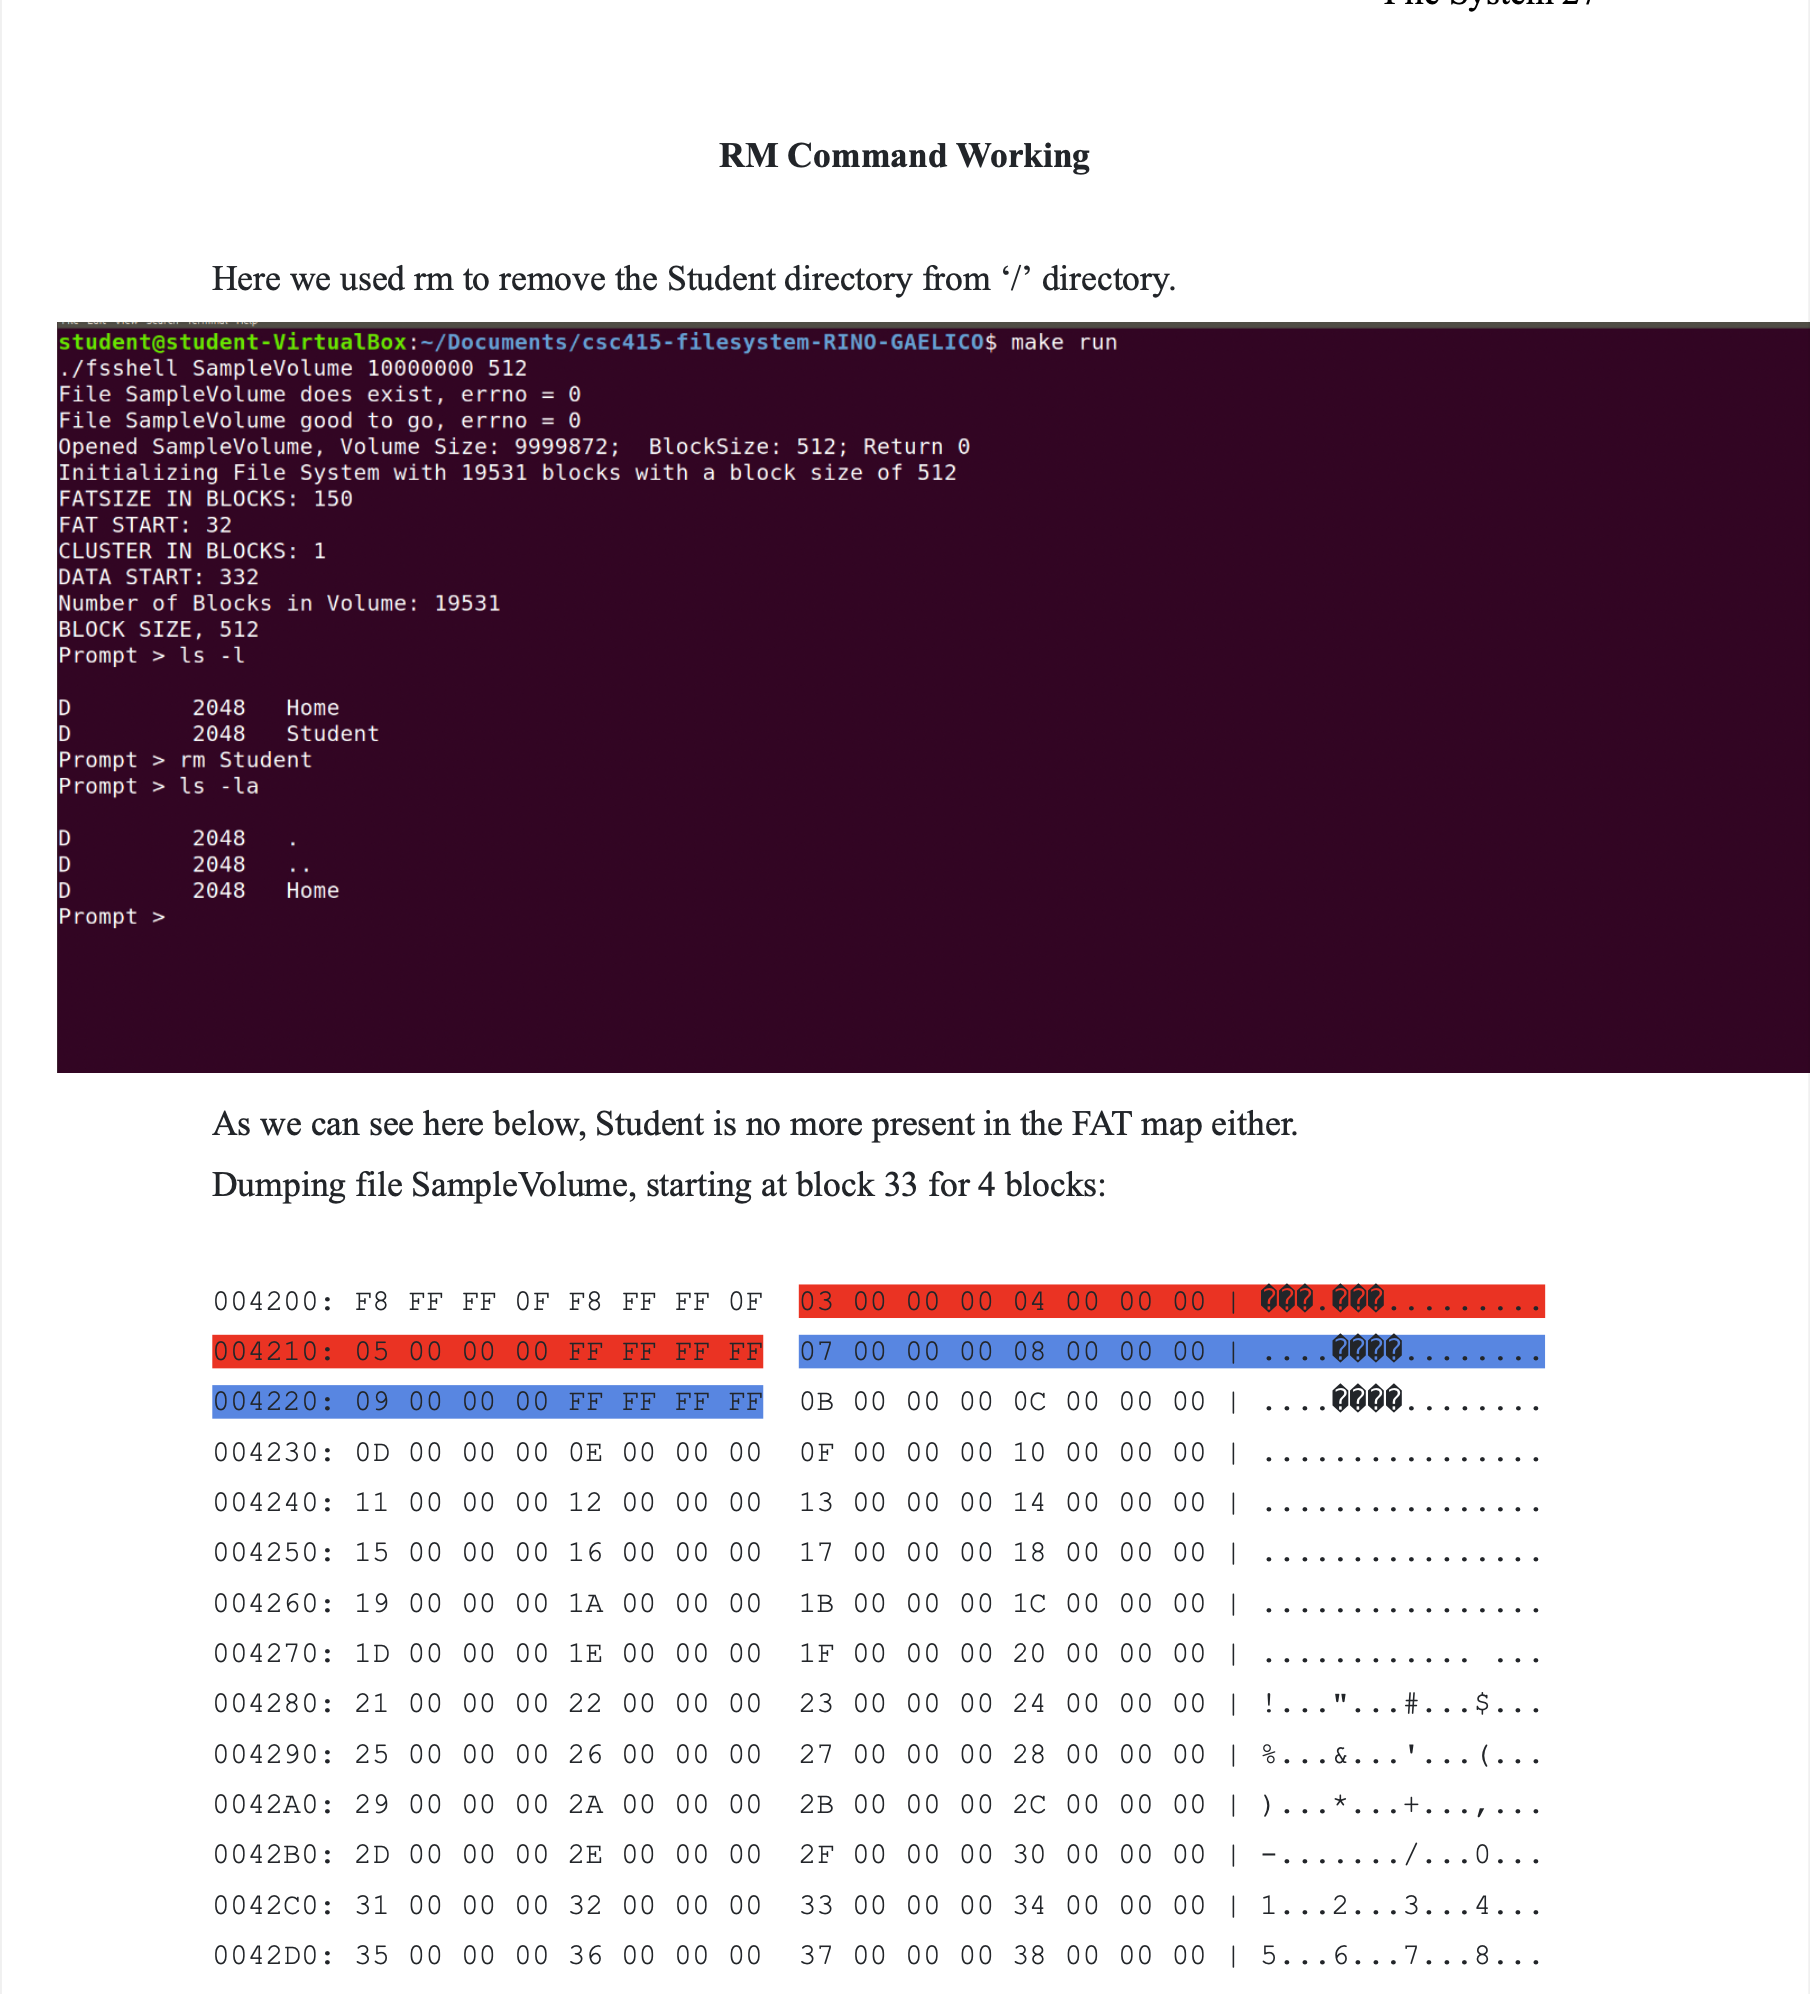 File System 27
RM Command Working
Here we used rm to remove the Student directory from ‘/’ directory.
student@student-VirtualBox:~/Documents/csc415-filesystem-RINO-GAELICO$ make run
./fsshell SampleVolume 10000000 512
File SampleVolume does exist, errno = 0
File SampleVolume good to go, errno = 0
Opened SampleVolume, Volume Size: 9999872;  BlockSize: 512; Return 0
Initializing File System with 19531 blocks with a block size of 512
FATSIZE IN BLOCKS: 150
FAT START: 32
CLUSTER IN BLOCKS: 1
DATA START: 332
Number of Blocks in Volume: 19531
BLOCK SIZE, 512
Prompt > ls -l
D         2048   Home
D         2048   Student
Prompt > rm Student
Prompt > ls -la
D         2048   .
D         2048   ..
D         2048   Home
Prompt >
As we can see here below, Student is no more present in the FAT map either.
Dumping file SampleVolume, starting at block 33 for 4 blocks:
004200: F8 FF FF 0F F8 FF FF 0F  03 00 00 00 04 00 00 00 | ���.���.........
004210: 05 00 00 00 FF FF FF FF  07 00 00 00 08 00 00 00 | ....����........
004220: 09 00 00 00 FF FF FF FF  0B 00 00 00 0C 00 00 00 | ....����........
004230: 0D 00 00 00 0E 00 00 00  0F 00 00 00 10 00 00 00 | ................
004240: 11 00 00 00 12 00 00 00  13 00 00 00 14 00 00 00 | ................
004250: 15 00 00 00 16 00 00 00  17 00 00 00 18 00 00 00 | ................
004260: 19 00 00 00 1A 00 00 00  1B 00 00 00 1C 00 00 00 | ................
004270: 1D 00 00 00 1E 00 00 00  1F 00 00 00 20 00 00 00 | ............ ...
004280: 21 00 00 00 22 00 00 00  23 00 00 00 24 00 00 00 | !..."...#...$...
004290: 25 00 00 00 26 00 00 00  27 00 00 00 28 00 00 00 | %...&...'...(...
0042A0: 29 00 00 00 2A 00 00 00  2B 00 00 00 2C 00 00 00 | )...*...+...,...
0042B0: 2D 00 00 00 2E 00 00 00  2F 00 00 00 30 00 00 00 | -......./...0...
0042C0: 31 00 00 00 32 00 00 00  33 00 00 00 34 00 00 00 | 1...2...3...4...
0042D0: 35 00 00 00 36 00 00 00  37 00 00 00 38 00 00 00 | 5...6...7...8...